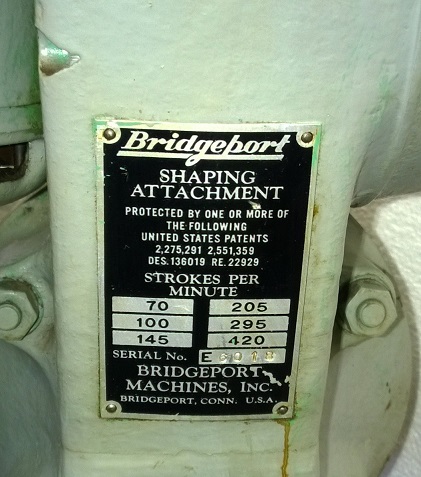 Bridgeport
SHAPING
ATTACHMENT
PROTECTED BY ONE OR MORE OF
THE FOLLOWING
UNITED STATES PATENTS
2,275,291 2,551,359
DES.136019 RE.22929
STROKES PER
MINUTE
70 205
100 295
145 420
SERIAL No. E
BRIDGEPORT
MACHINES, INC.
BRIDGEPORT, CONN. U.S.A.